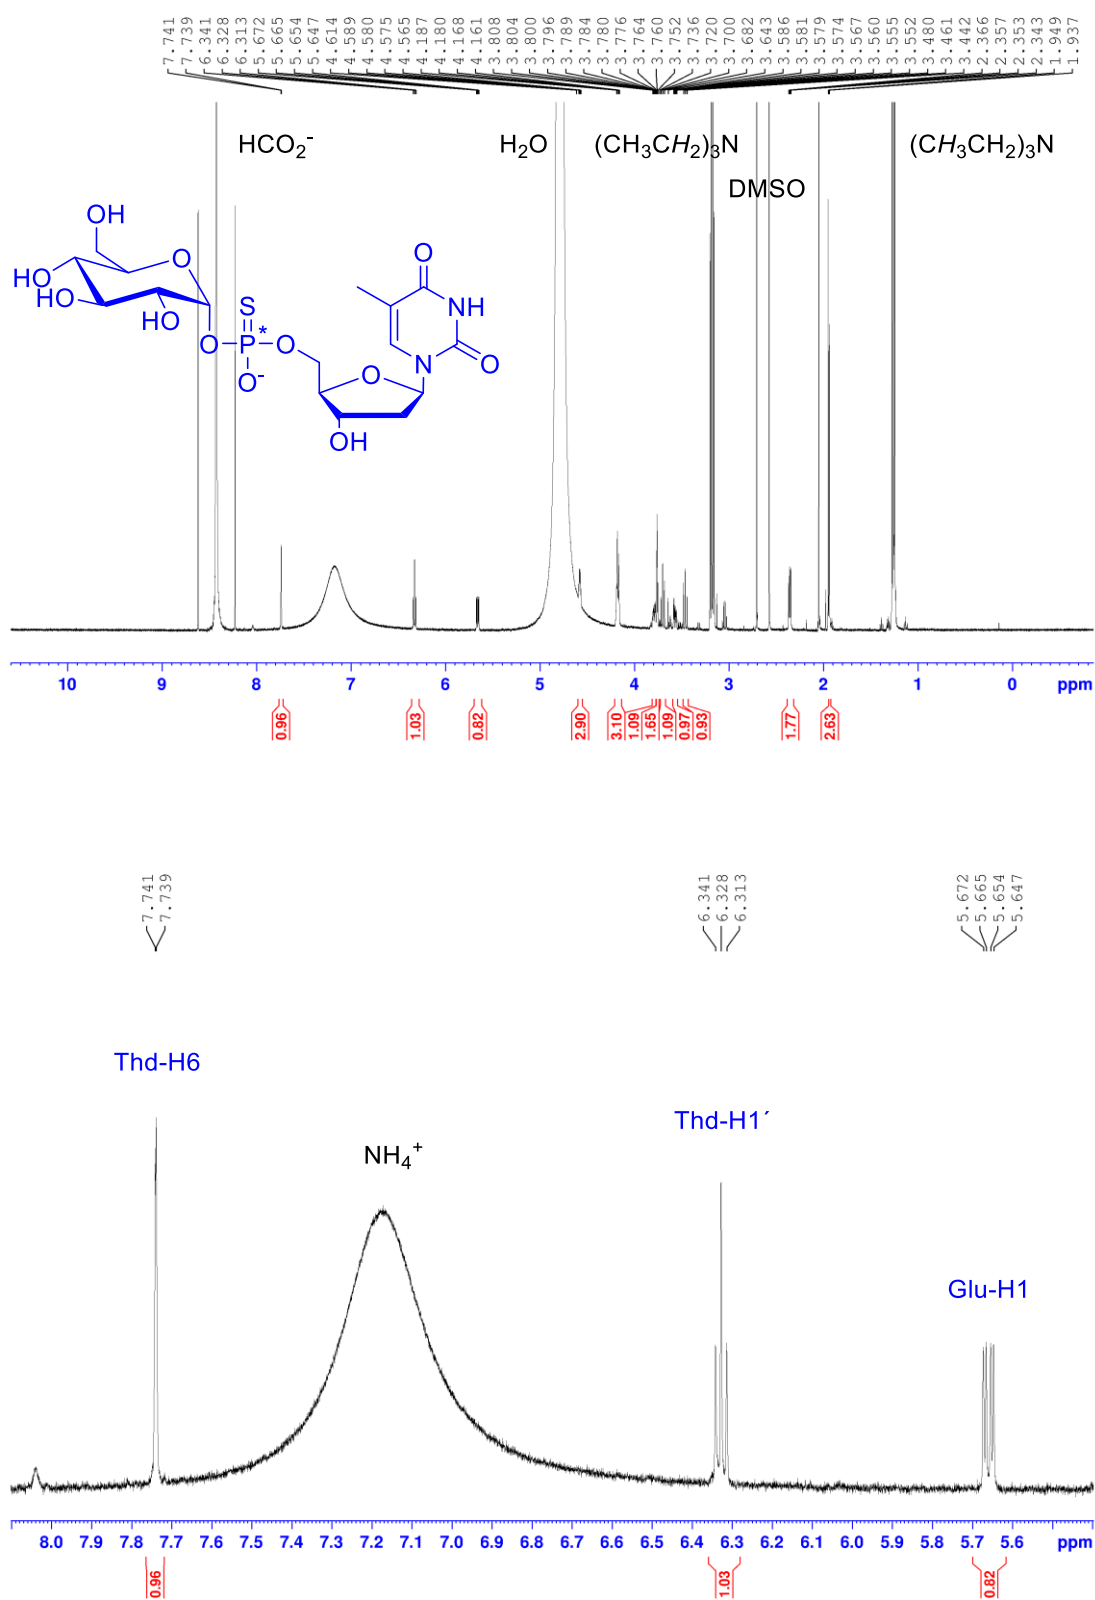 7.741
7.739
6.341
6.328
6.313
5.672
5.665
5.654
5.647
4.614
4.589
4.580
4.575
4.565
4.187
4.180
4.168
4.161
3.808
3.804
3.800
3.796
3.789
3.784
3.780
3.776
3.764
3.760
3.752
3.736
3.720
3.700
3.682
3.643
3.586
3.581
3.579
3.574
3.567
3.560
3.555
3.552
3.480
3.461
3.442
2.366
2.357
2.353
2.343
1.949
1.937
HCO₂⁻ H₂O (CH₃CH₂)₃N (CH₃CH₂)₃N
DMSO
OH
O
HO
HO
HO
O
S
P*
O
O⁻
O
NH
O
N
O
OH
10 9 8 7 6 5 4 3 2 1 0 ppm
0.96 1.03 0.82 2.90 3.10 1.09 1.65 1.09 0.97 0.93 1.77 2.63
7.741
7.739
6.341
6.328
6.313
5.672
5.665
5.654
5.647
Thd-H6
Thd-H1´
NH₄⁺
Glu-H1
8.0 7.9 7.8 7.7 7.6 7.5 7.4 7.3 7.2 7.1 7.0 6.9 6.8 6.7 6.6 6.5 6.4 6.3 6.2 6.1 6.0 5.9 5.8 5.7 5.6 ppm
0.96 1.03 0.82